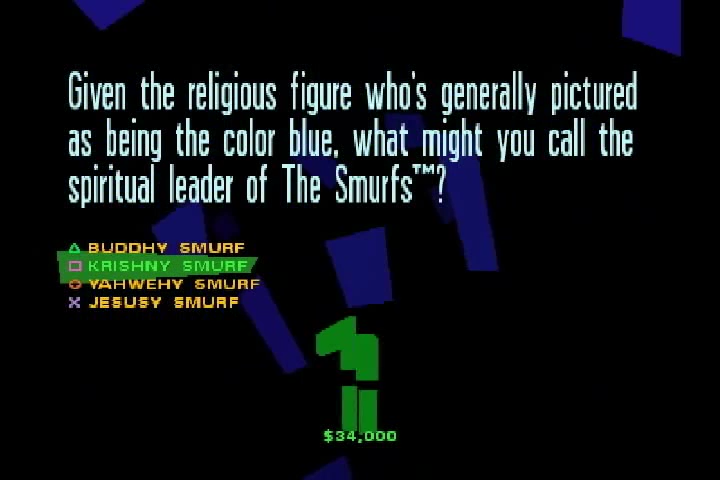 Given the religious figure who's generally pictured
as being the color blue, what might you call the
spiritual leader of The Smurfs™?
BUDDHY SMURF
KRISHNY SMURF
YAHWEHY SMURF
JESUSY SMURF
$34,000